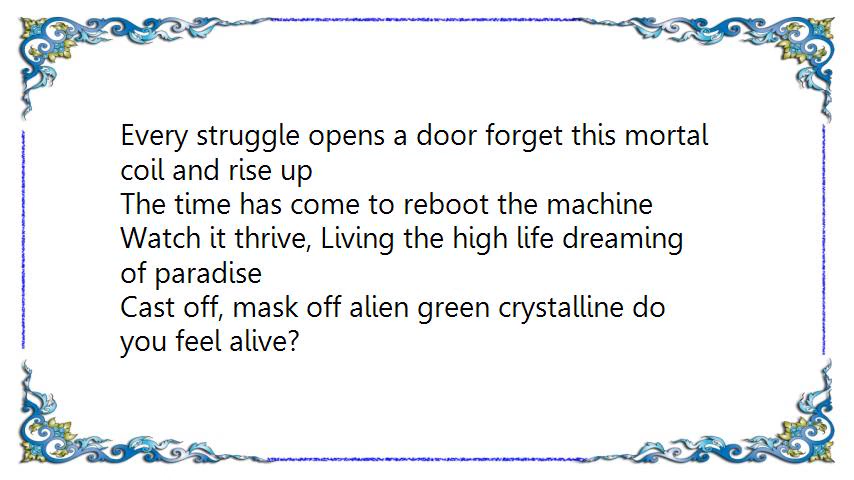 Every struggle opens a door forget this mortal
coil and rise up
The time has come to reboot the machine
Watch it thrive, Living the high life dreaming
of paradise
Cast off, mask off alien green crystalline do
you feel alive?